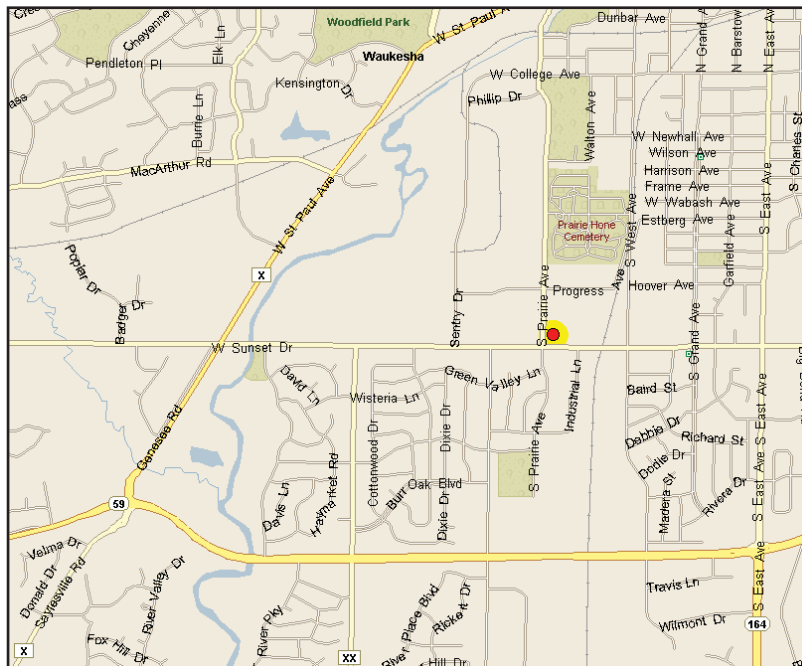 Woodfield Park
Dunbar Ave
Waukesha
W St Paul Ave
Cheyenne
Elk Ln
Pendleton Pl
Kensington Dr
W College Ave
Phillip Dr
N Grand A
N Barstow
N East A
Burrie Ln
Walton Ave
W Newhall Ave
Wilson Ave
Harrison Ave
Frame Ave
W Wabash Ave
Estberg Ave
S Charles St
S East Ave
MacArthur Rd
W St Paul Ave
Prairie Home
Cemetery
S West Ave
Garfield Ave
X
Poplar Dr
Badger Dr
Sentry Dr
S Prairie Ave
Progress Ave
Hoover Ave
S Grand Ave
W Sunset Dr
David Ln
Wisteria Ln
Green Valley Ln
Industrial Ln
Baird St
Debbie Dr
Richard St
Dodie Dr
Genesee Rd
Cottonwood Dr
Dixie Dr
S Prairie Ave
Haymarket Rd
Davis Ln
Burr Oak Blvd
Dixie Dr
Madera St
Rivera Dr
S East Ave
S East Ave
59
Velma Dr
Donald Dr
Saylesville Rd
River Valley Dr
Fox Hill Dr
River Pky
River Place Blvd
Rickert Dr
Hill Dr
Travis Ln
Wilmont Dr
S East Ave
164
X
XX